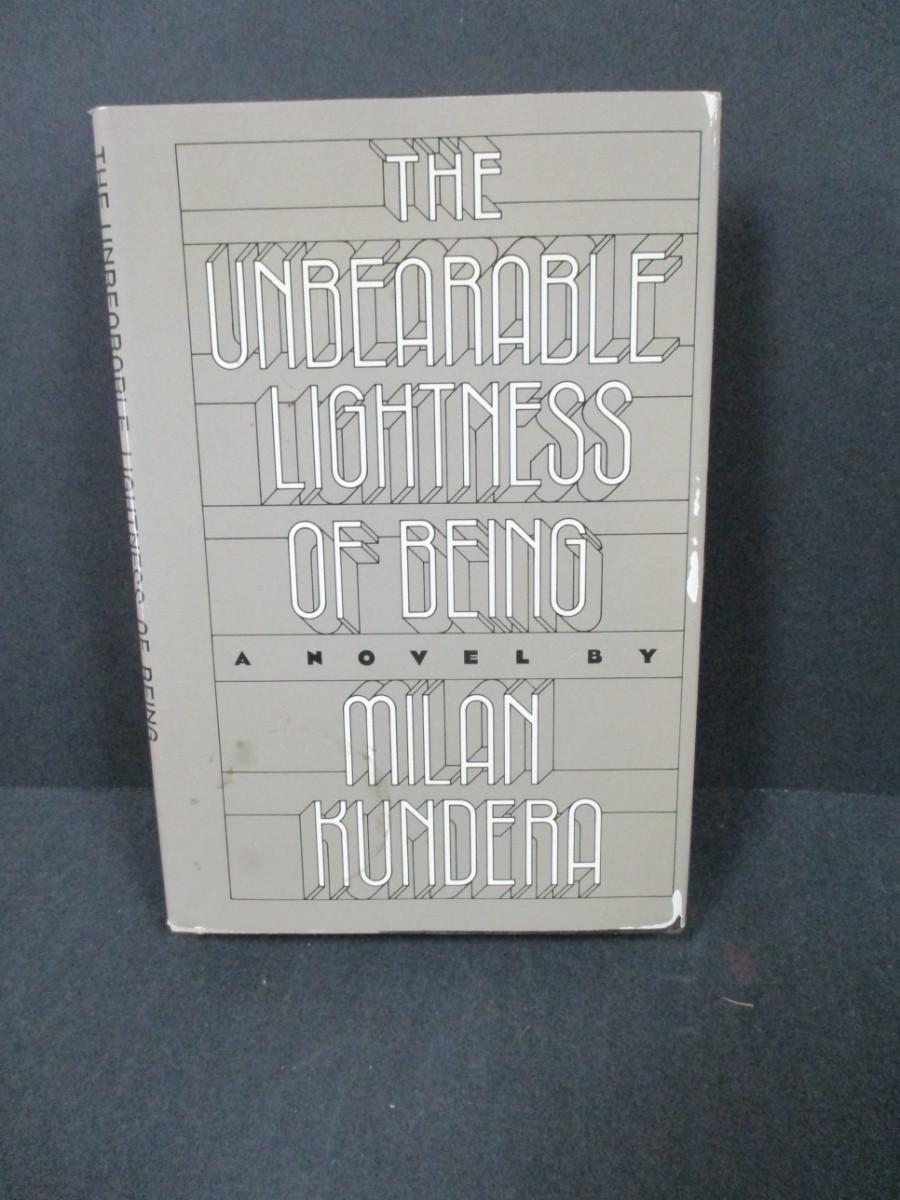 THE
UNBEARABLE
LIGHTNESS
OF BEING
A NOVEL BY
MILAN
KUNDERA
THE UNBEARABLE LIGHTNESS OF BEING